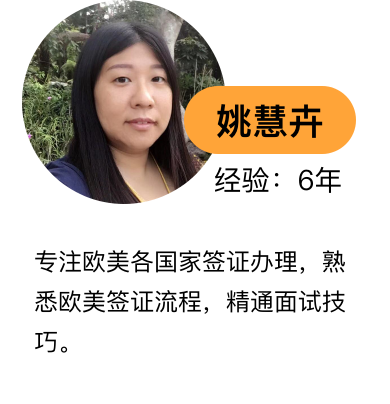 姚慧卉
经验：6年
专注欧美各国家签证办理，熟
悉欧美签证流程，精通面试技
巧。